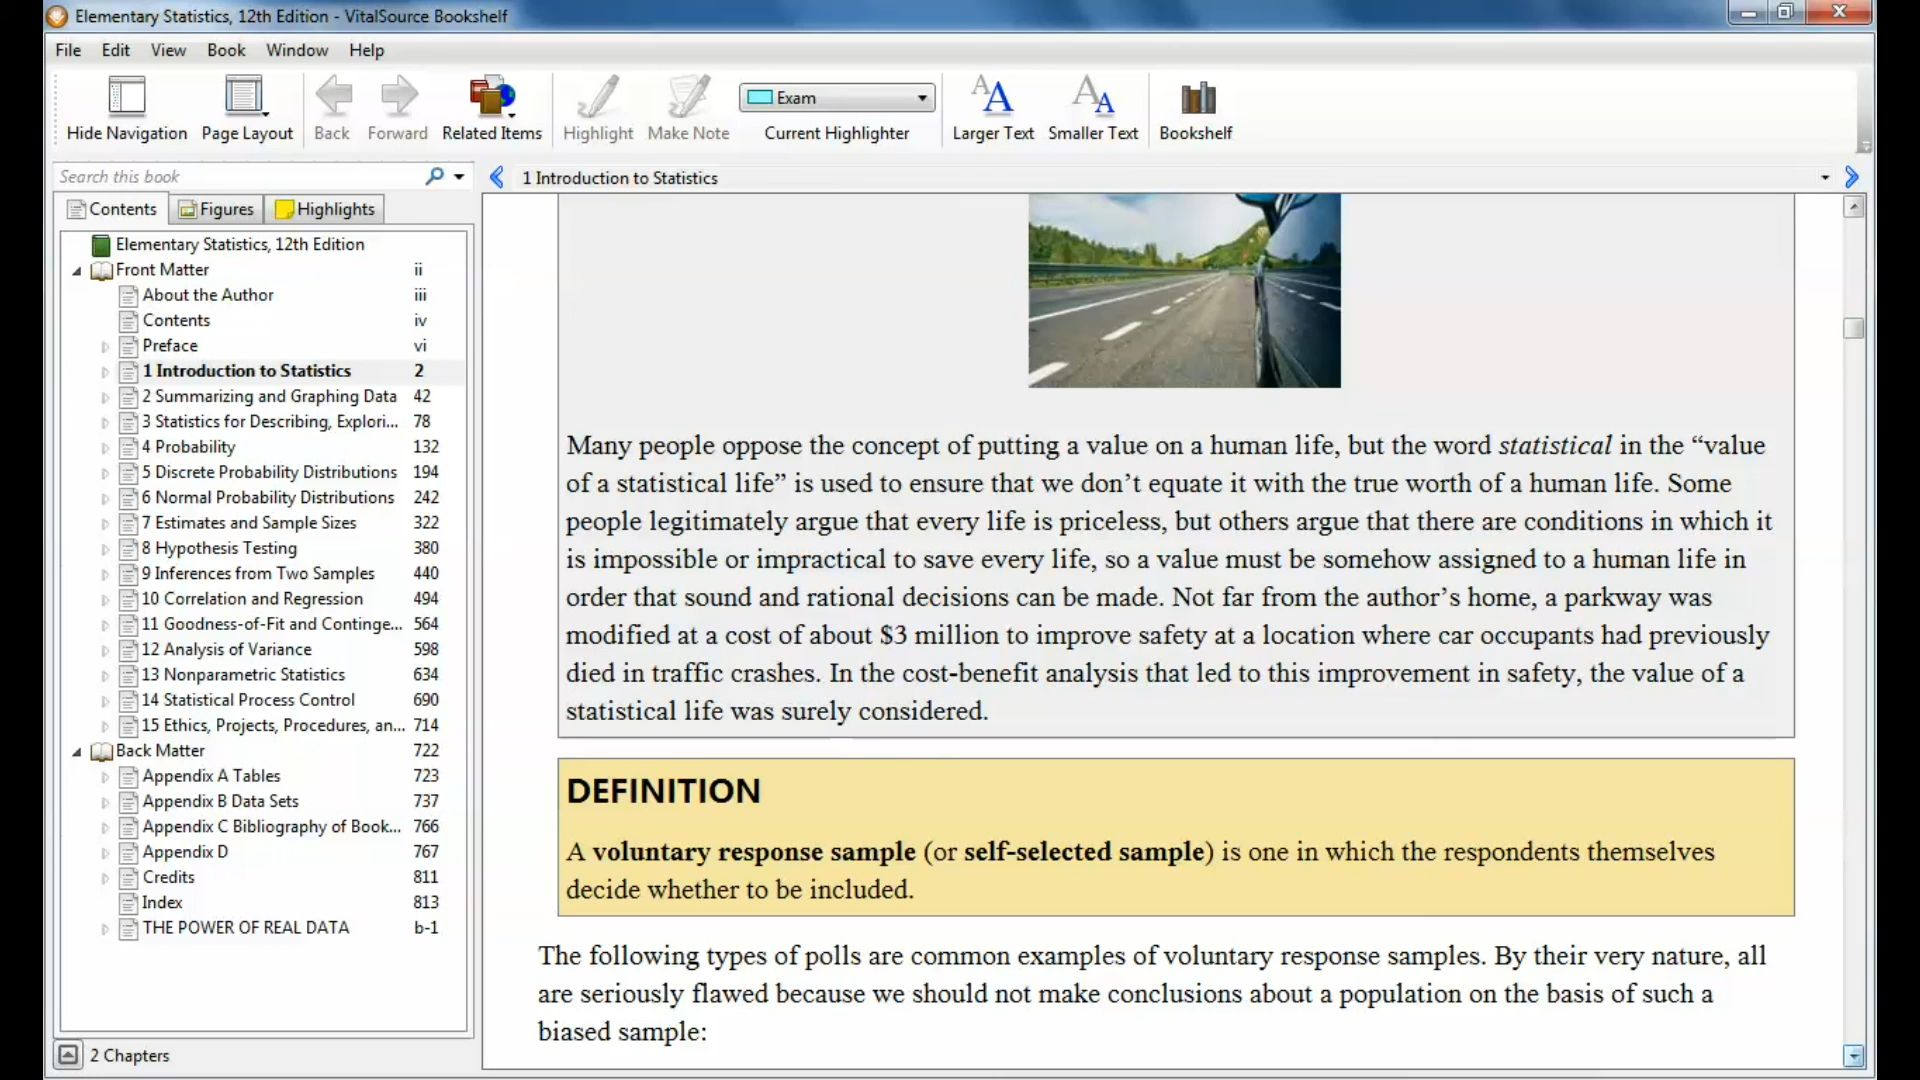 Elementary Statistics, 12th Edition - VitalSource Bookshelf
File Edit View Book Window Help
Hide Navigation Page Layout Back Forward Related Items Highlight Make Note Exam Current Highlighter Larger Text Smaller Text Bookshelf
Search this book
1 Introduction to Statistics
Contents Figures Highlights
Elementary Statistics, 12th Edition
Front Matter ii
About the Author iii
Contents iv
Preface vi
1 Introduction to Statistics 2
2 Summarizing and Graphing Data 42
3 Statistics for Describing, Explori... 78
4 Probability 132
5 Discrete Probability Distributions 194
6 Normal Probability Distributions 242
7 Estimates and Sample Sizes 322
8 Hypothesis Testing 380
9 Inferences from Two Samples 440
10 Correlation and Regression 494
11 Goodness-of-Fit and Continge... 564
12 Analysis of Variance 598
13 Nonparametric Statistics 634
14 Statistical Process Control 690
15 Ethics, Projects, Procedures, an... 714
Back Matter 722
Appendix A Tables 723
Appendix B Data Sets 737
Appendix C Bibliography of Book... 766
Appendix D 767
Credits 811
Index 813
THE POWER OF REAL DATA b-1
2 Chapters
Many people oppose the concept of putting a value on a human life, but the word statistical in the “value
of a statistical life” is used to ensure that we don’t equate it with the true worth of a human life. Some
people legitimately argue that every life is priceless, but others argue that there are conditions in which it
is impossible or impractical to save every life, so a value must be somehow assigned to a human life in
order that sound and rational decisions can be made. Not far from the author’s home, a parkway was
modified at a cost of about $3 million to improve safety at a location where car occupants had previously
died in traffic crashes. In the cost-benefit analysis that led to this improvement in safety, the value of a
statistical life was surely considered.
DEFINITION
A voluntary response sample (or self-selected sample) is one in which the respondents themselves
decide whether to be included.
The following types of polls are common examples of voluntary response samples. By their very nature, all
are seriously flawed because we should not make conclusions about a population on the basis of such a
biased sample: